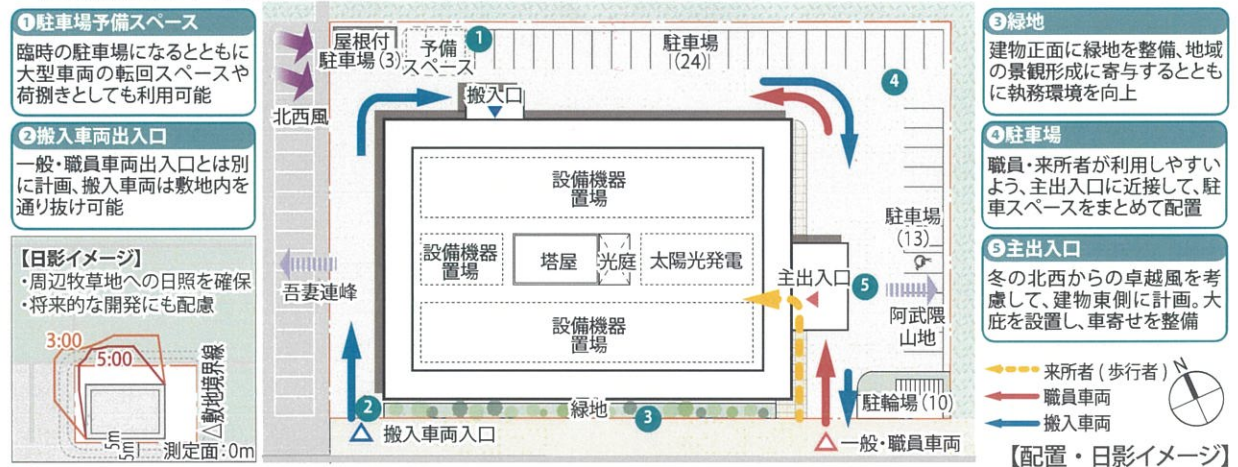 ❶駐車場予備スペース
臨時の駐車場になるとともに
大型車両の転回スペースや
荷捌きとしても利用可能
❷搬入車両出入口
一般・職員車両出入口とは別
に計画、搬入車両は敷地内を
通り抜け可能
【日影イメージ】
・周辺牧草地への日照を確保
・将来的な開発にも配慮
3:00
5:00
△敷地境界線
5m
5m
測定面:0m
北西風
吾妻連峰
屋根付
駐車場(3)
予備
スペース
1
駐車場
(24)
4
搬入口
設備機器
置場
設備機器
置場
塔屋
光庭
太陽光発電
設備機器
置場
駐車場
(13)
主出入口
5
阿武隈
山地
2
緑地
3
駐輪場(10)
搬入車両入口
一般・職員車両
❸緑地
建物正面に緑地を整備、地域
の景観形成に寄与するととも
に執務環境を向上
❹駐車場
職員・来所者が利用しやすい
よう、主出入口に近接して、駐
車スペースをまとめて配置
❺主出入口
冬の北西からの卓越風を考
慮して、建物東側に計画。大
庇を設置し、車寄せを整備
来所者(歩行者)
職員車両
搬入車両
N
【配置・日影イメージ】